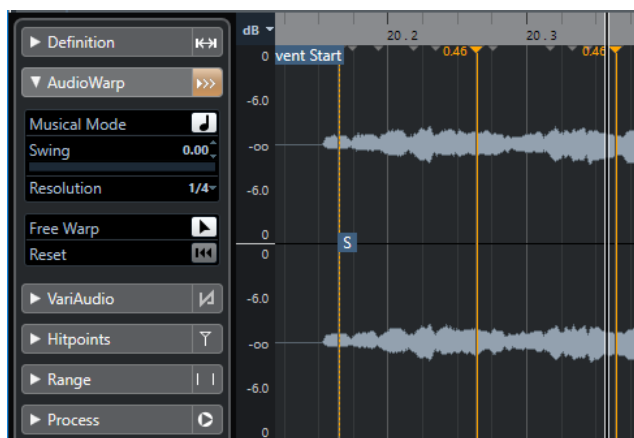 Definition
AudioWarp
Musical Mode
Swing 0.00
Resolution 1/4
Free Warp
Reset
VariAudio
Hitpoints
Range
Process
dB
20.2 20.3
0 vent Start 0.46 0.46
-6.0
-oo
-6.0
0
S
0
-6.0
-oo
-6.0
0